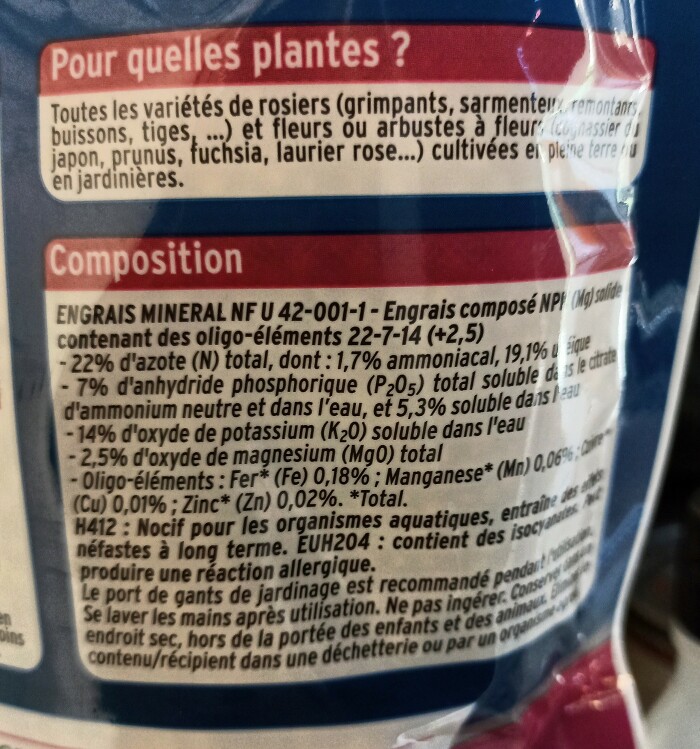 Pour quelles plantes ?
Toutes les variétés de rosiers (grimpants, sarmenteux, remontants,
buissons, tiges, ...) et fleurs ou arbustes à fleurs (cognassier du
japon, prunus, fuchsia, laurier rose...) cultivées en pleine terre ou
en jardinières.
Composition
ENGRAIS MINERAL NF U 42-001-1 - Engrais composé NPK (Mg) solide
contenant des oligo-éléments 22-7-14 (+2,5)
- 22% d'azote (N) total, dont : 1,7% ammoniacal, 19,1% uréique
- 7% d'anhydride phosphorique (P₂O₅) total soluble dans le citrate
d'ammonium neutre et dans l'eau, et 5,3% soluble dans l'eau
- 14% d'oxyde de potassium (K₂O) soluble dans l'eau
- 2,5% d'oxyde de magnesium (MgO) total
- Oligo-éléments : Fer* (Fe) 0,18% ; Manganese* (Mn) 0,06% ; Cuivre*
(Cu) 0,01% ; Zinc* (Zn) 0,02%. *Total.
H412 : Nocif pour les organismes aquatiques, entraîne des effets
néfastes à long terme. EUH204 : contient des isocyanates. Peut
produire une réaction allergique.
Le port de gants de jardinage est recommandé pendant l'utilisation.
Se laver les mains après utilisation. Ne pas ingérer. Conserver dans un
endroit sec, hors de la portée des enfants et des animaux. Eliminer
contenu/récipient dans une déchetterie ou par un organisme